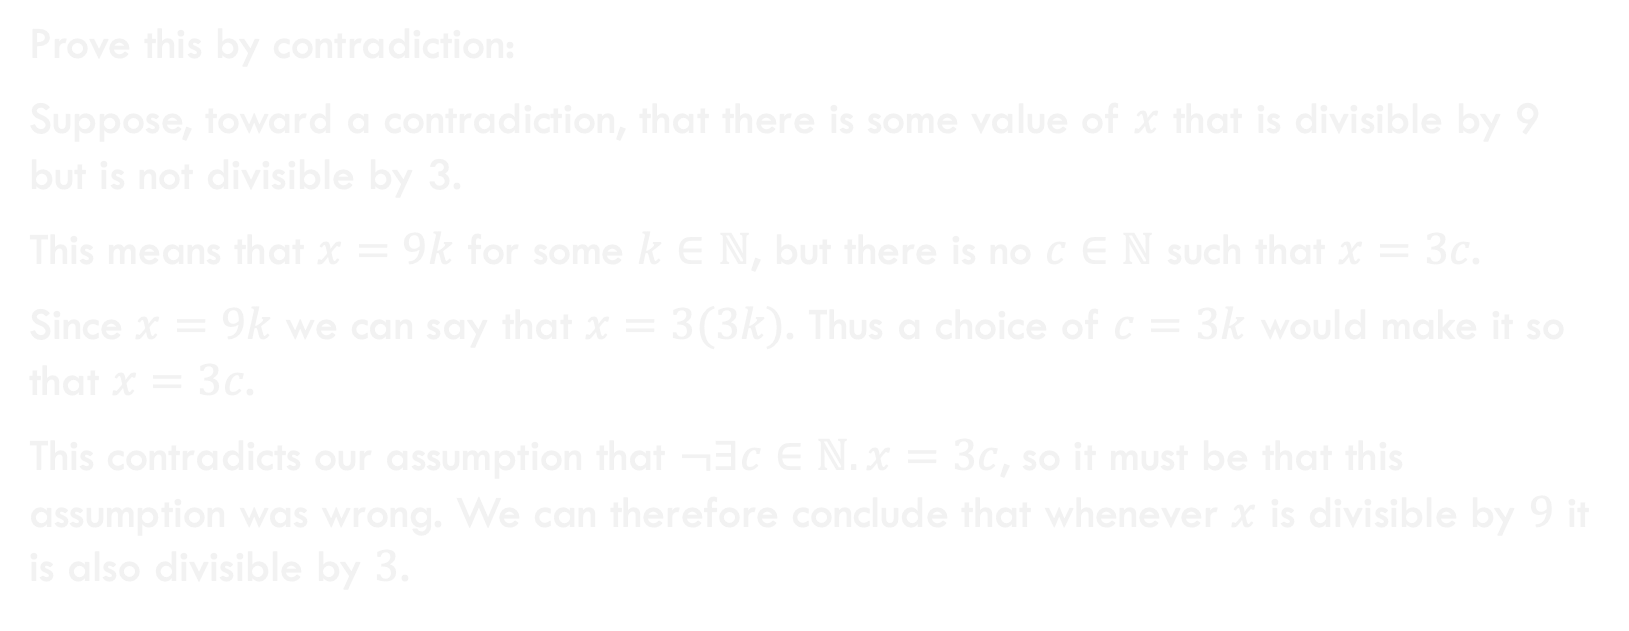 Prove this by contradiction:
Suppose, toward a contradiction, that there is some value of 𝑥 that is divisible by 9
but is not divisible by 3.
This means that 𝑥 = 9𝑘 for some 𝑘 ∈ ℕ, but there is no 𝑐 ∈ ℕ such that 𝑥 = 3𝑐.
Since 𝑥 = 9𝑘 we can say that 𝑥 = 3(3𝑘). Thus a choice of 𝑐 = 3𝑘 would make it so
that 𝑥 = 3𝑐.
This contradicts our assumption that ¬∃𝑐 ∈ ℕ. 𝑥 = 3𝑐, so it must be that this
assumption was wrong. We can therefore conclude that whenever 𝑥 is divisible by 9 it
is also divisible by 3.